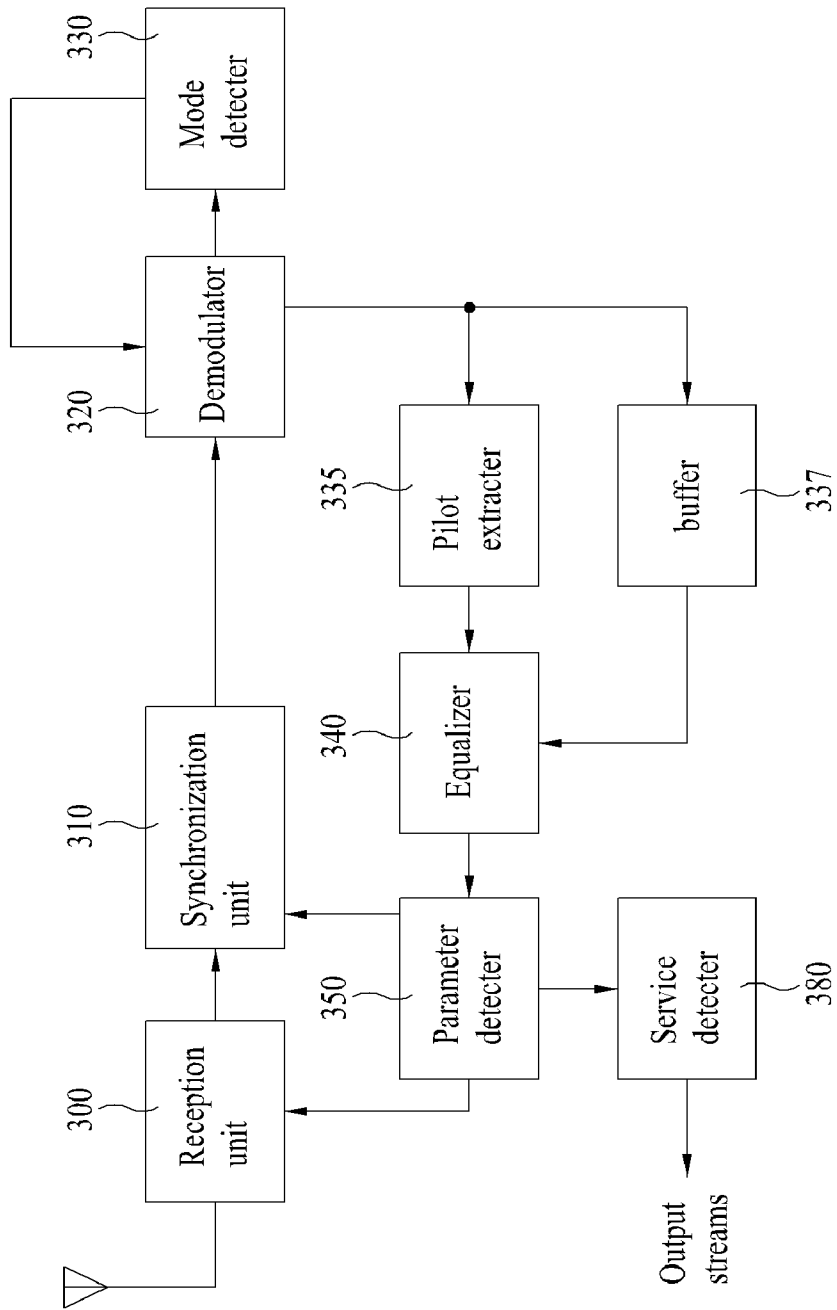 300
Reception
unit
310
Synchronization
unit
320
Demodulator
330
Mode
detecter
350
Parameter
detecter
340
Equalizer
335
Pilot
extracter
Output
streams
Service
detecter
380
buffer
337